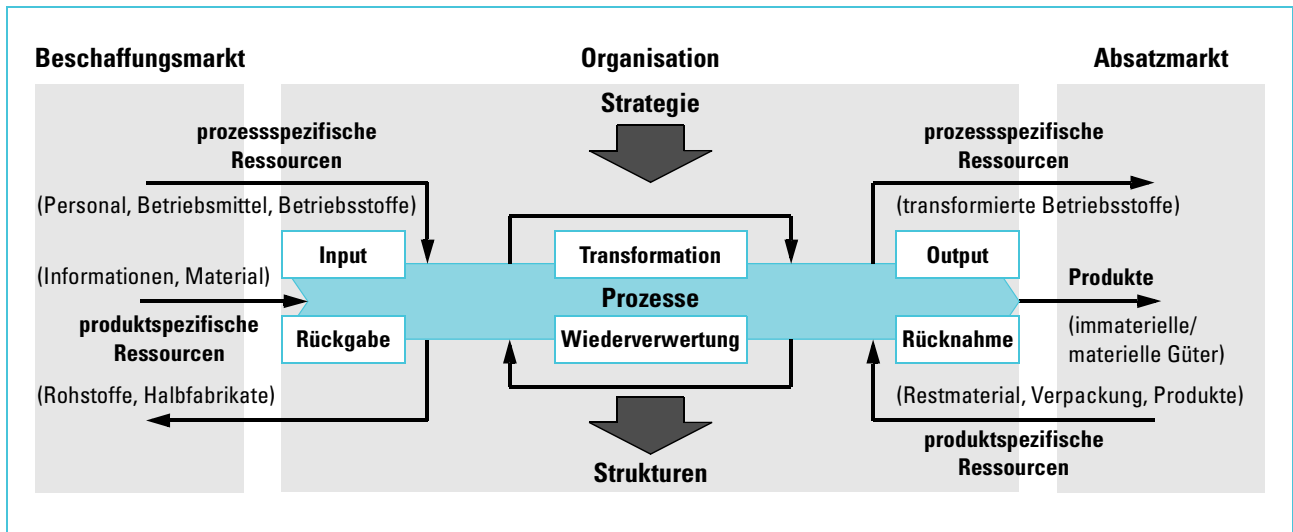 Beschaffungsmarkt
Organisation
Absatzmarkt
Strategie
prozessspezifische
Ressourcen
(Personal, Betriebsmittel, Betriebsstoffe)
prozessspezifische
Ressourcen
(transformierte Betriebsstoffe)
Input
Transformation
Output
(Informationen, Material)
Prozesse
Produkte
produktspezifische
Ressourcen
(immaterielle/
materielle Güter)
Rückgabe
Wiederverwertung
Rücknahme
(Rohstoffe, Halbfabrikate)
(Restmaterial, Verpackung, Produkte)
produktspezifische
Ressourcen
Strukturen